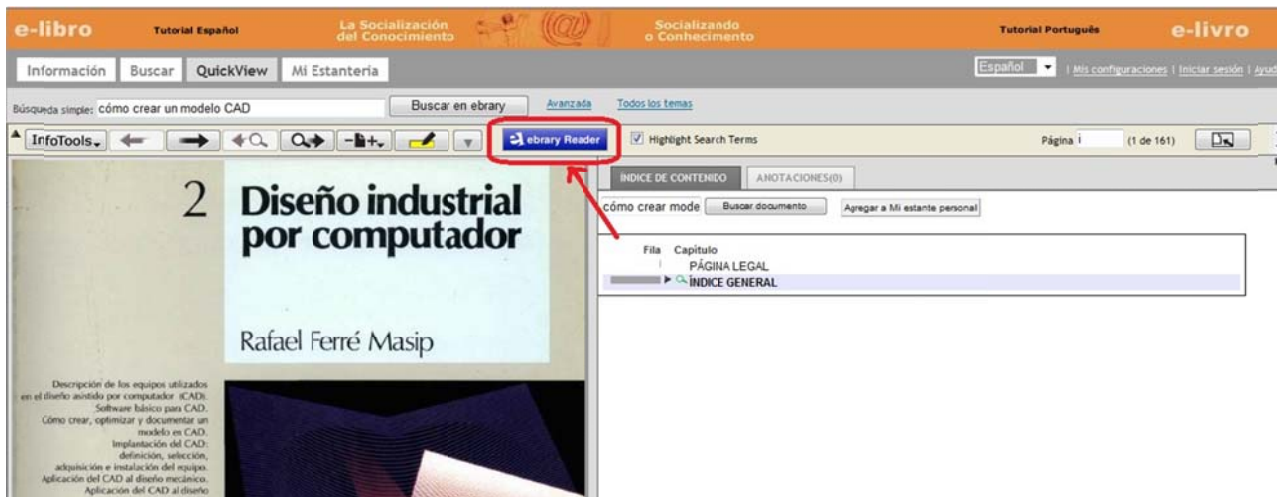 e-libro
Tutorial Español
La Socialización
del Conocimiento
Socializando
o Conhecimento
Tutorial Português
e-livro
Información Buscar QuickView Mi Estantería
Español | Mis configuraciones | Iniciar sesión | Ayud
Búsqueda simple: cómo crear un modelo CAD Buscar en ebrary Avanzada Todos los temas
InfoTools ebrary Reader Highlight Search Terms Página i (1 de 161)
ÍNDICE DE CONTENIDO ANOTACIONES(0)
cómo crear mode Buscar documento Agregar a Mi estante personal
Fila Capítulo
i PÁGINA LEGAL
ÍNDICE GENERAL
2
Diseño industrial
por computador
Rafael Ferré Masip
Descripción de los equipos utilizados
en el diseño asistido por computador (CAD).
Software básico para CAD.
Cómo crear, optimizar y documentar un
modelo en CAD.
Implantación del CAD:
definición, selección,
adquisición e instalación del equipo.
Aplicación del CAD al diseño mecánico.
Aplicación del CAD al diseño